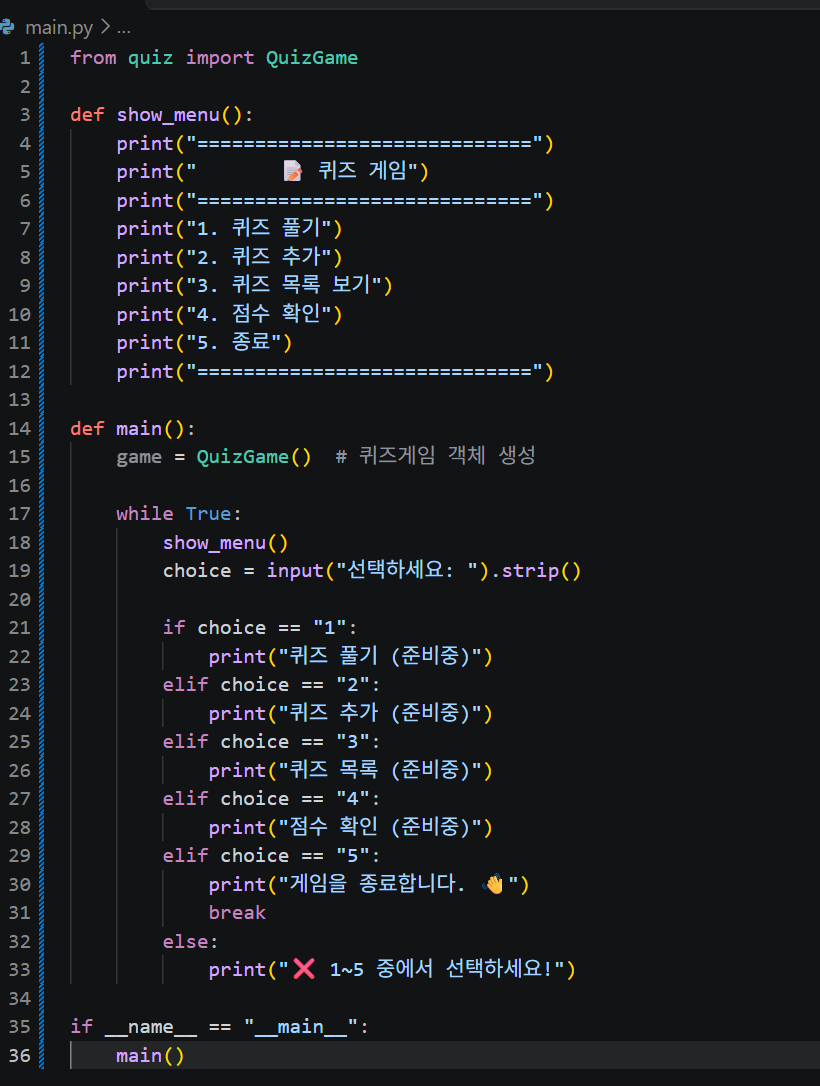 main.py > ...
1 from quiz import QuizGame
2
3 def show_menu():
4     print("=============================")
5     print("       📝 퀴즈 게임")
6     print("=============================")
7     print("1. 퀴즈 풀기")
8     print("2. 퀴즈 추가")
9     print("3. 퀴즈 목록 보기")
10     print("4. 점수 확인")
11     print("5. 종료")
12     print("=============================")
13
14 def main():
15     game = QuizGame()  # 퀴즈게임 객체 생성
16
17     while True:
18         show_menu()
19         choice = input("선택하세요: ").strip()
20
21         if choice == "1":
22             print("퀴즈 풀기 (준비중)")
23         elif choice == "2":
24             print("퀴즈 추가 (준비중)")
25         elif choice == "3":
26             print("퀴즈 목록 (준비중)")
27         elif choice == "4":
28             print("점수 확인 (준비중)")
29         elif choice == "5":
30             print("게임을 종료합니다. 👋")
31             break
32         else:
33             print("❌ 1~5 중에서 선택하세요!")
34
35 if __name__ == "__main__":
36     main()